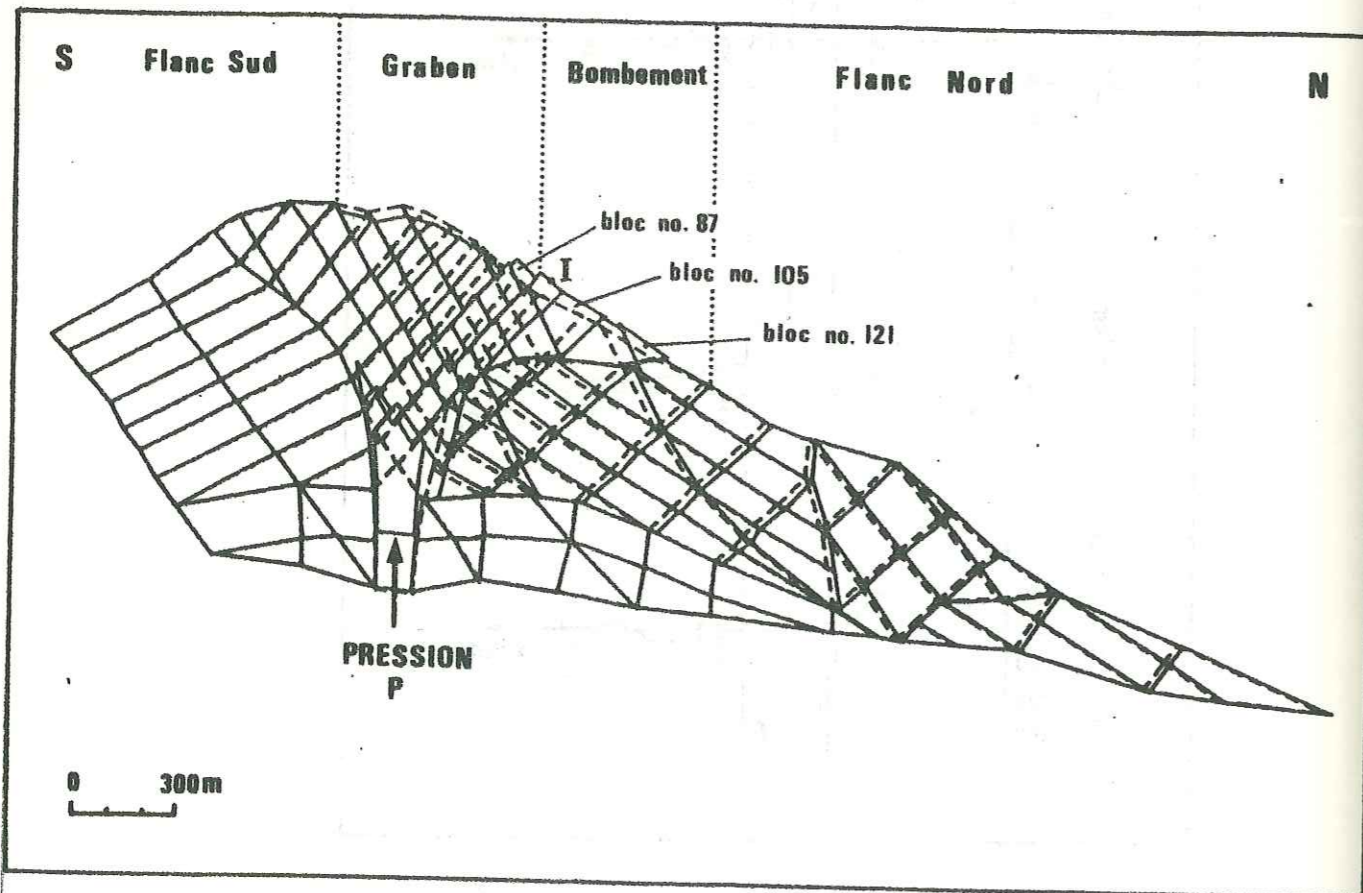 S Flanc Sud Graben Bombement Flanc Nord N
bloc no. 87
I
bloc no. 105
bloc no. 121
PRESSION
P
0 300m